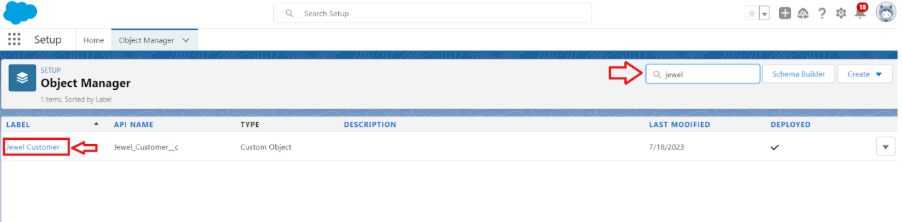 Search Setup
18
Setup
Home
Object Manager
SETUP
Object Manager
1 Items, Sorted by Label
jewel
Schema Builder
Create
LABEL
API NAME
TYPE
DESCRIPTION
LAST MODIFIED
DEPLOYED
Jewel Customer
Jewel_Customer__c
Custom Object
7/18/2023